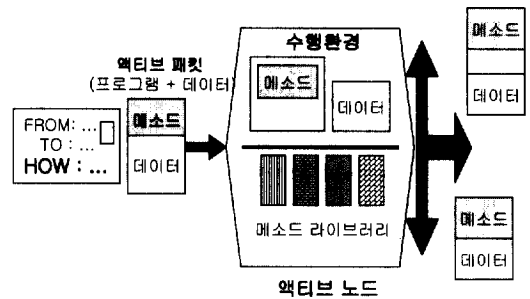 액티브 패킷
(프로그램 + 데이터)
FROM: ...
TO : ...
HOW : ...
메소드
데이터
수행환경
메소드
데이터
메소드 라이브러리
액티브 노드
메소드
데이터
메소드
데이터